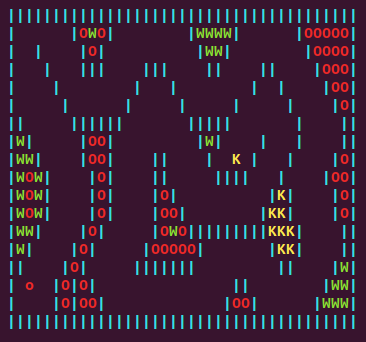 |||||||||||||||||||||||||||||||||||||||
|      |OWO|        |WWWW|      |OOOOO|
|  |    |O|          |WW|        |OOOO|
|   |   |||    |||    ||    ||    |OOO|
|    |        |   |        |  |    |OO|
|     |      |     |     |     |    |O|
||     ||||||       |||||       |    ||
|W|     |OO|         |W|    |   |    ||
|WW|    |OO|    ||    |  K |   |    |O|
|WOW|    |O|    ||     ||||   |    |OO|
|WOW|    |O|    |O|          |K|    |O|
|WOW|    |O|    |OO|        |KK|    |O|
|WW|    |O|     |OWO|||||||||KKK|    ||
|W|    |O|     |OOOOO|       |KK|    ||
||    |O|     |||||||         ||    |W|
| o  |O|O|               ||        |WW|
|    |O|OO|             |OO|      |WWW|
|||||||||||||||||||||||||||||||||||||||